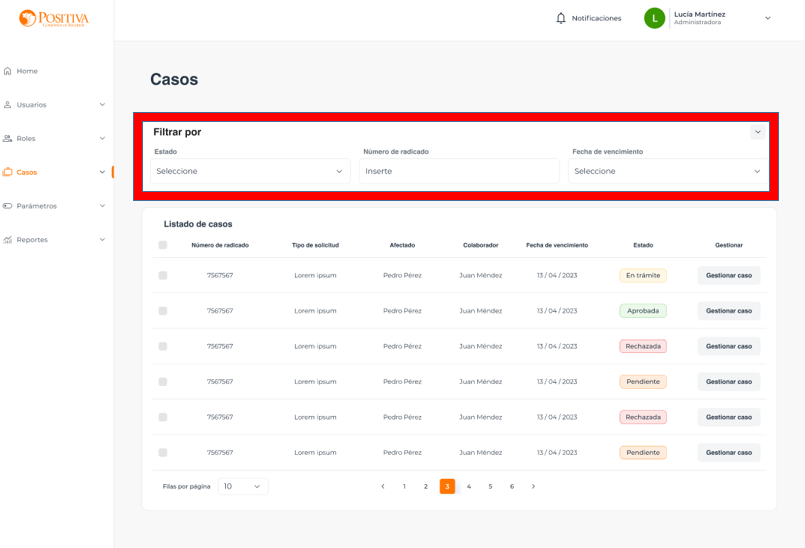 POSITIVA
COMPAÑÍA DE SEGUROS
Notificaciones
L
Lucía Martínez
Administradora
Home
Usuarios
Roles
Casos
Parámetros
Reportes
Casos
Filtrar por
Estado
Número de radicado
Fecha de vencimiento
Seleccione
Inserte
Seleccione
Listado de casos
Número de radicado Tipo de solicitud Afectado Colaborador Fecha de vencimiento Estado Gestionar
7567567 Lorem ipsum Pedro Pérez Juan Méndez 13 / 04 / 2023 En trámite Gestionar caso
7567567 Lorem ipsum Pedro Pérez Juan Méndez 13 / 04 / 2023 Aprobada Gestionar caso
7567567 Lorem ipsum Pedro Pérez Juan Méndez 13 / 04 / 2023 Rechazada Gestionar caso
7567567 Lorem ipsum Pedro Pérez Juan Méndez 13 / 04 / 2023 Pendiente Gestionar caso
7567567 Lorem ipsum Pedro Pérez Juan Méndez 13 / 04 / 2023 Rechazada Gestionar caso
7567567 Lorem ipsum Pedro Pérez Juan Méndez 13 / 04 / 2023 Pendiente Gestionar caso
Filas por página 10 1 2 3 4 5 6